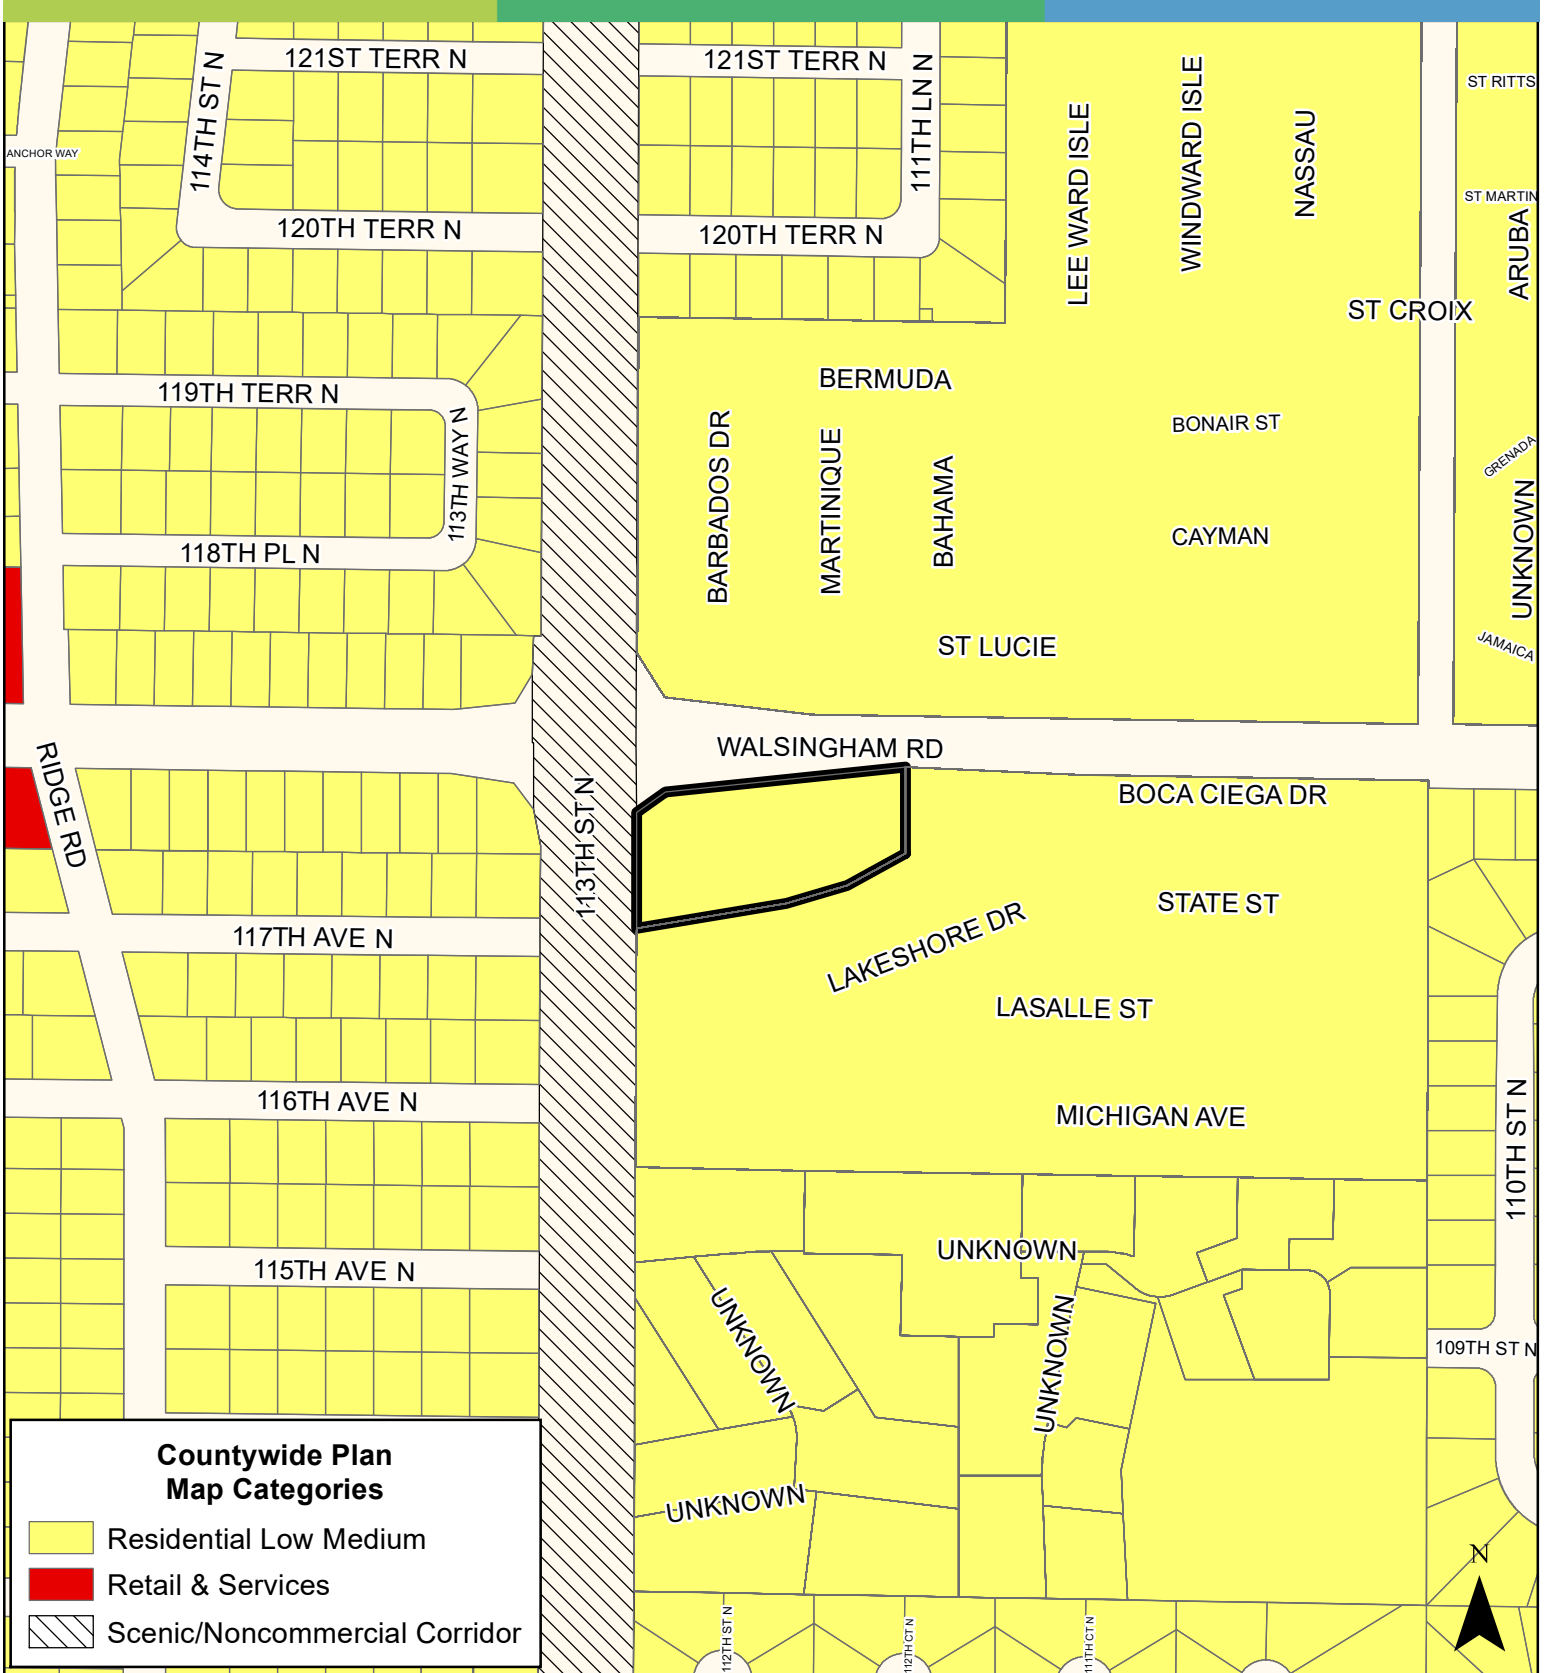 121ST TERR N
121ST TERR N
114TH ST N
111TH LN N
LEE WARD ISLE
WINDWARD ISLE
NASSAU
ST RITTS
ANCHOR WAY
ST MARTIN
ARUBA
120TH TERR N
120TH TERR N
ST CROIX
BERMUDA
119TH TERR N
113TH WAY N
BARBADOS DR
MARTINIQUE
BAHAMA
BONAIR ST
GRENADA
UNKNOWN
118TH PL N
CAYMAN
ST LUCIE
JAMAICA
WALSINGHAM RD
RIDGE RD
113TH ST N
BOCA CIEGA DR
STATE ST
117TH AVE N
LAKESHORE DR
LASALLE ST
116TH AVE N
MICHIGAN AVE
110TH ST N
UNKNOWN
115TH AVE N
UNKNOWN
UNKNOWN
109TH ST N
UNKNOWN
Countywide Plan
Map Categories
Residential Low Medium
Retail & Services
Scenic/Noncommercial Corridor
N
112TH ST N
112TH CT N
111TH CT N